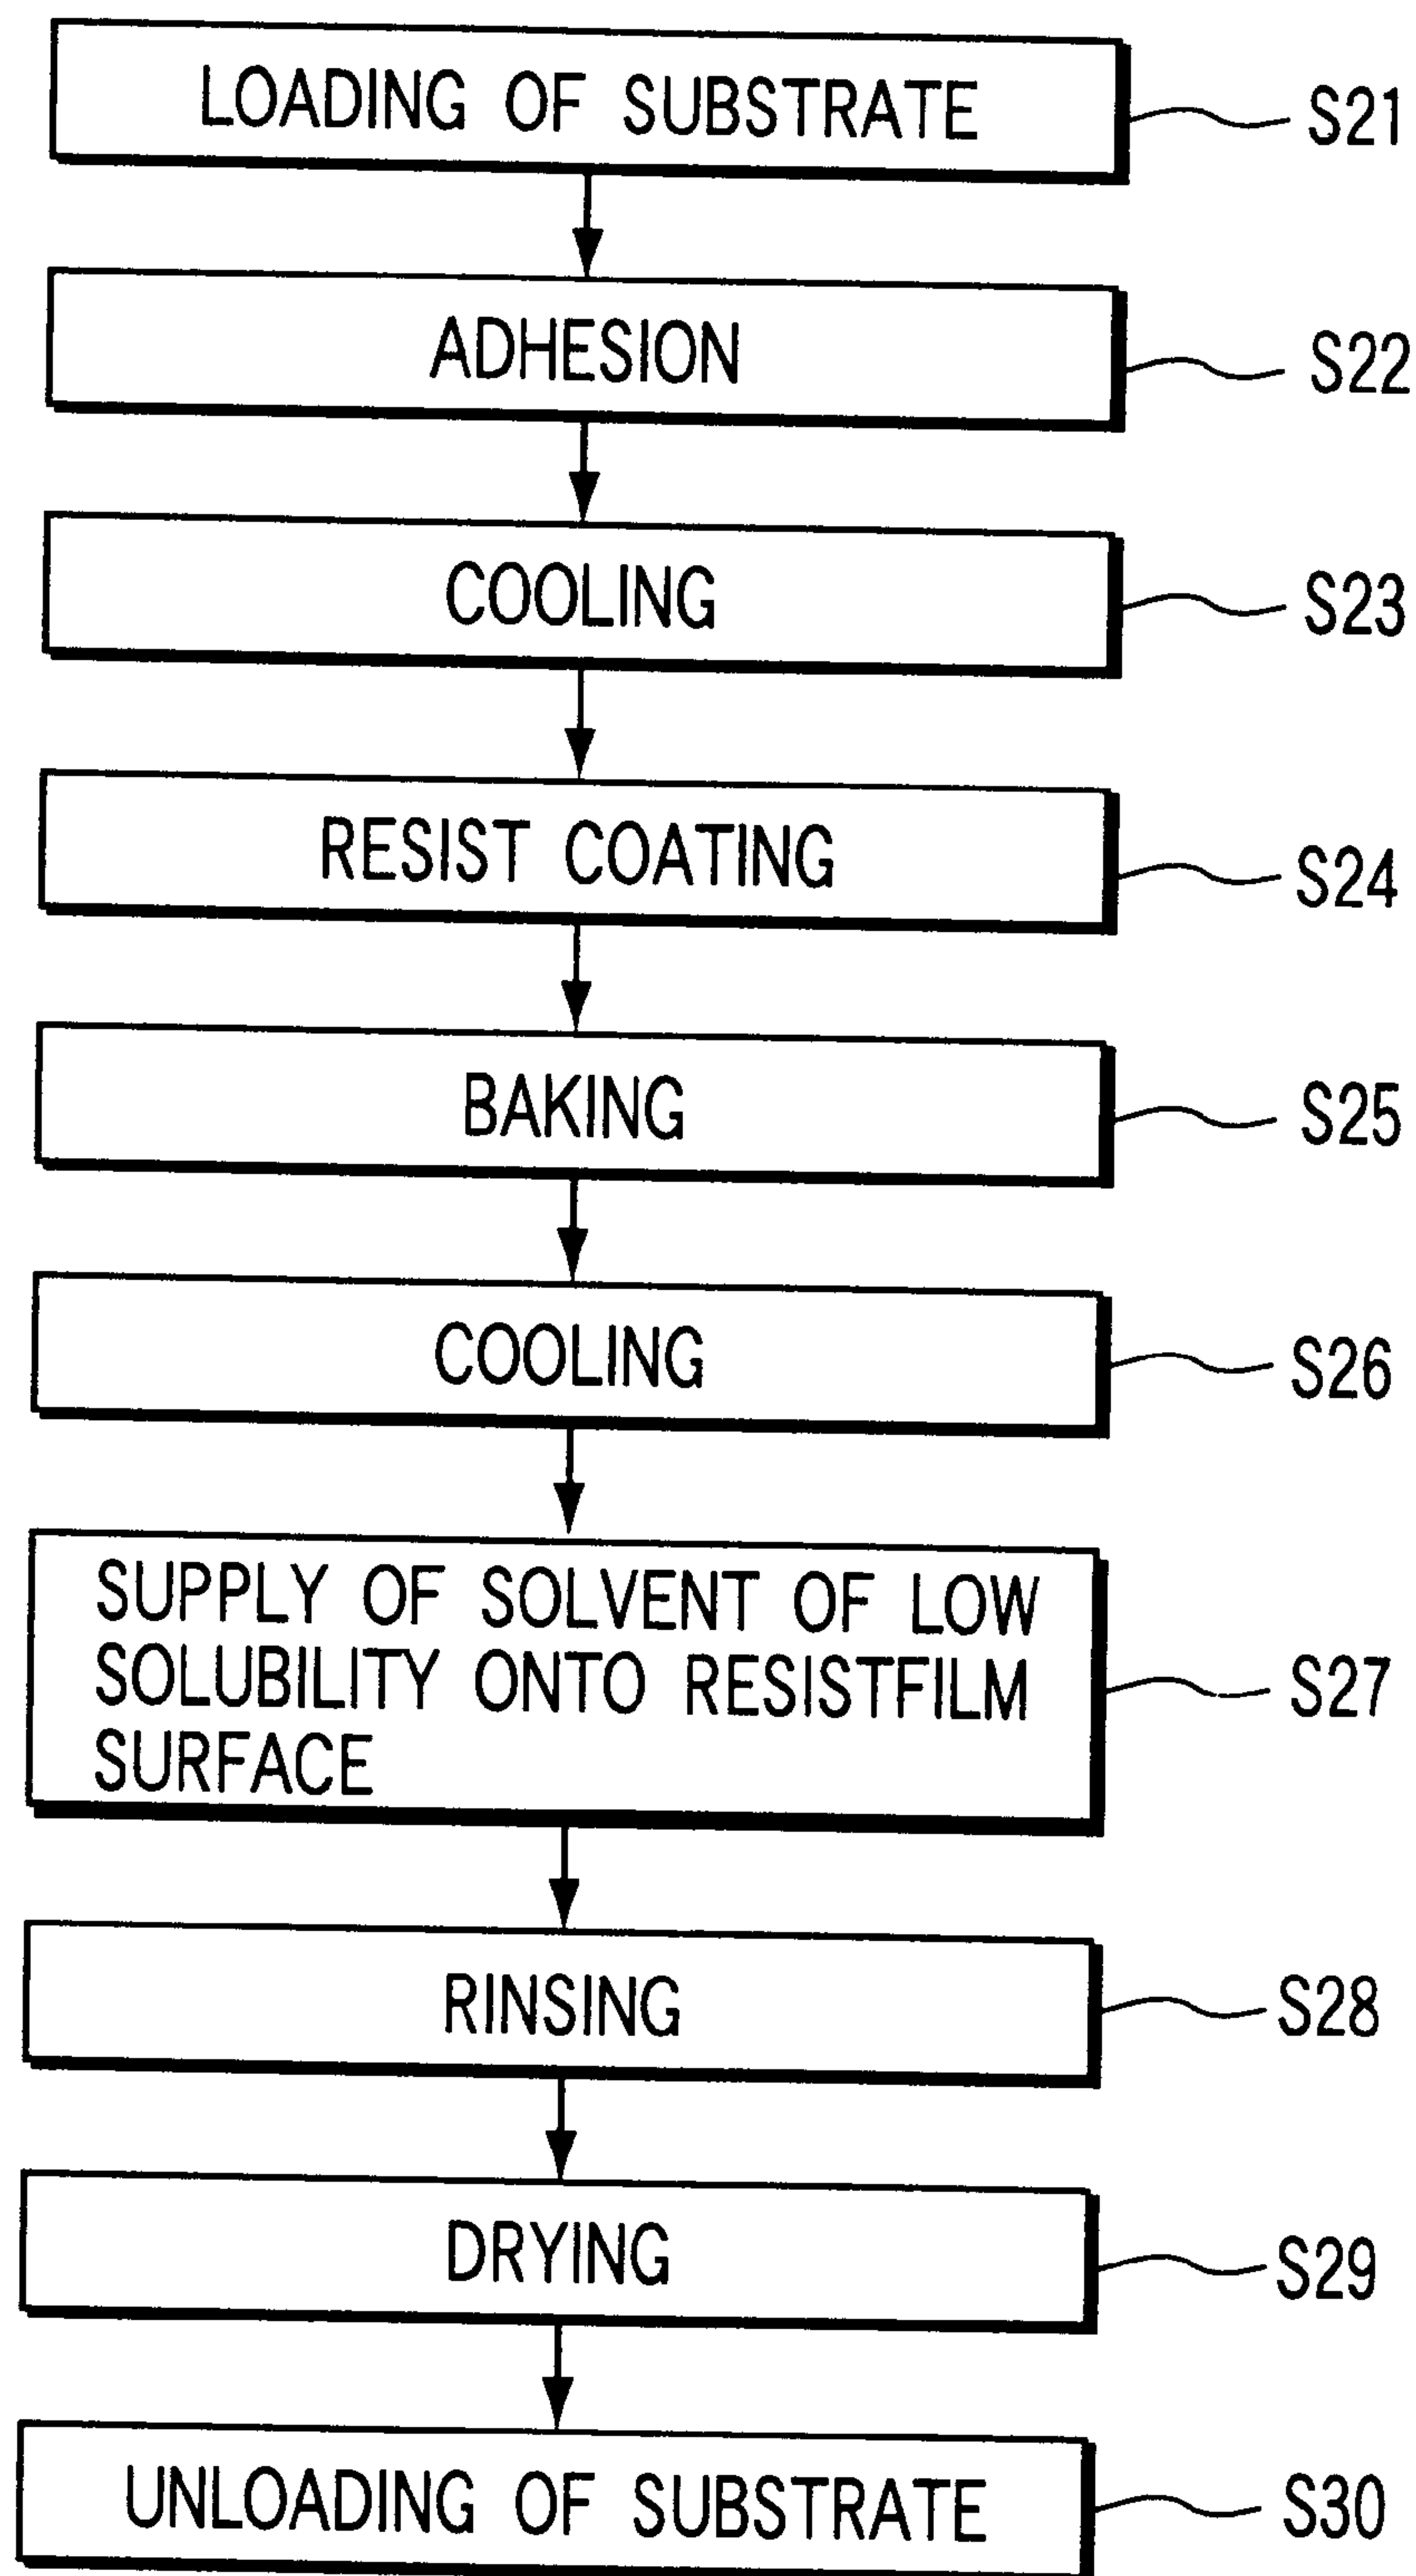 LOADING OF SUBSTRATE S21
ADHESION S22
COOLING S23
RESIST COATING S24
BAKING S25
COOLING S26
SUPPLY OF SOLVENT OF LOW
SOLUBILITY ONTO RESISTFILM S27
SURFACE
RINSING S28
DRYING S29
UNLOADING OF SUBSTRATE S30